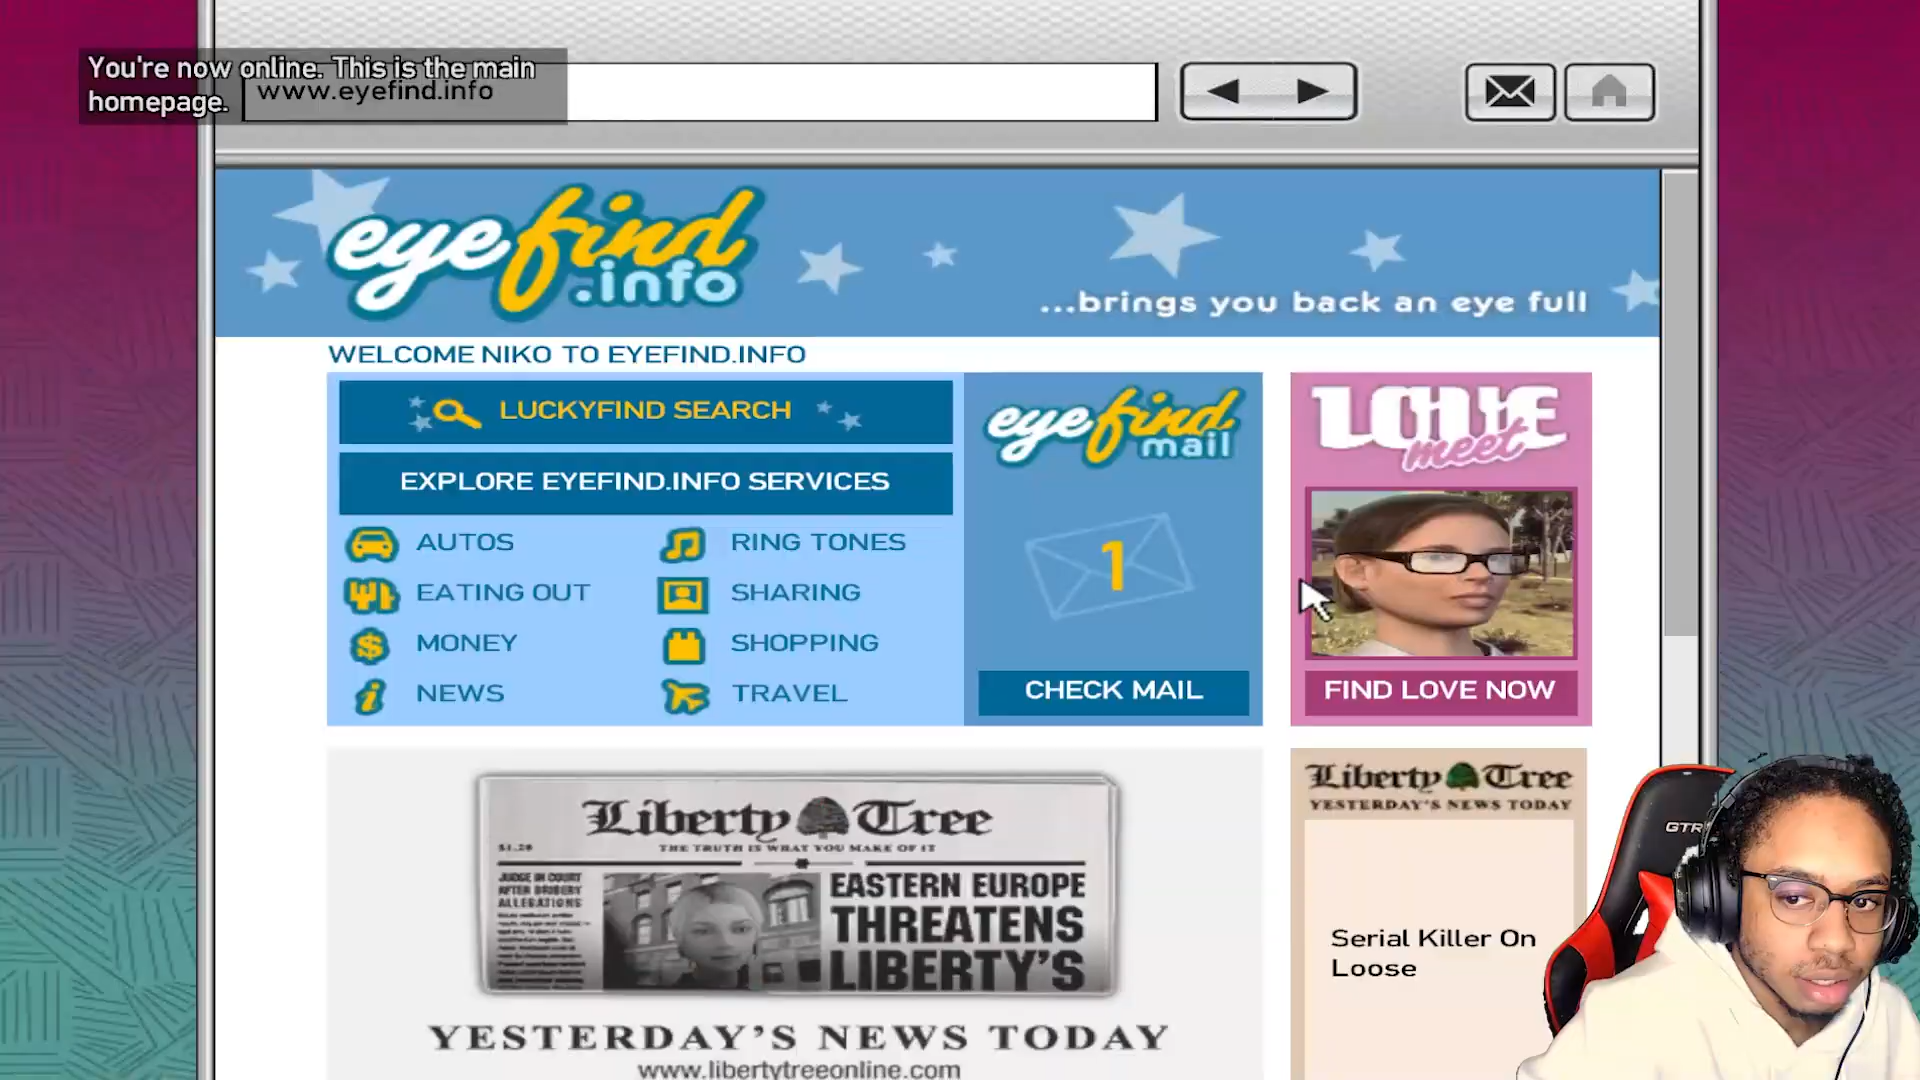 You're now online. This is the main
homepage.
www.eyefind.info
eyefind
.info
...brings you back an eye full
WELCOME NIKO TO EYEFIND.INFO
LUCKYFIND SEARCH
EXPLORE EYEFIND.INFO SERVICES
AUTOS
RING TONES
EATING OUT
SHARING
MONEY
SHOPPING
NEWS
TRAVEL
eyefind
mail
1
CHECK MAIL
LOVE
meet
FIND LOVE NOW
Liberty Tree
THE TRUTH IS WHAT YOU MAKE OF IT
$1.20
JUDGE IN COURT
AFTER BRIBERY
ALLEGATIONS
EASTERN EUROPE
THREATENS
LIBERTY'S
YESTERDAY'S NEWS TODAY
www.libertytreeonline.com
Liberty Tree
YESTERDAY'S NEWS TODAY
Serial Killer On
Loose
GTR